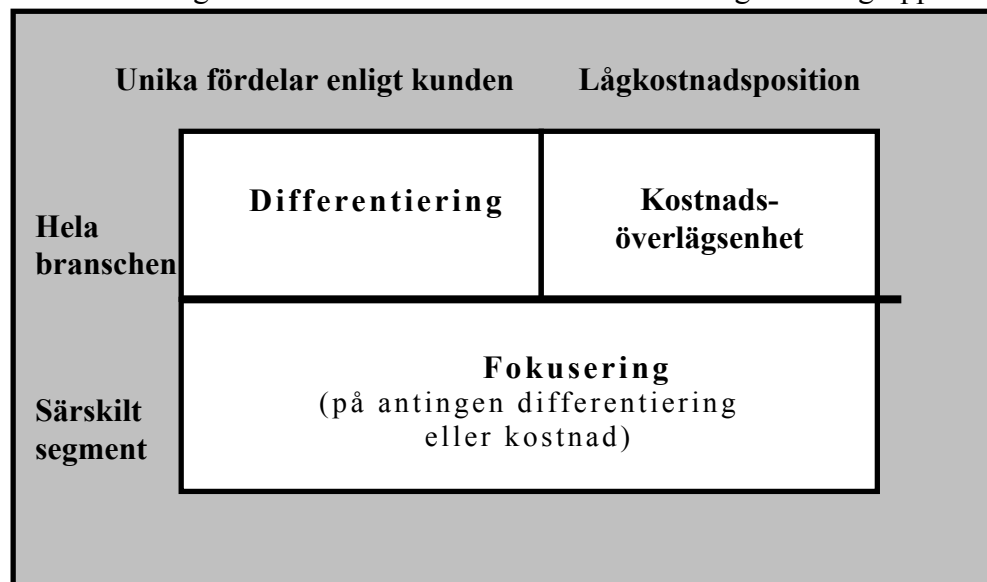 Unika fördelar enligt kunden Lågkostnadsposition
Differentiering
Kostnads-
överlägsenhet
Hela
branschen
Fokusering
(på antingen differentiering
eller kostnad)
Särskilt
segment